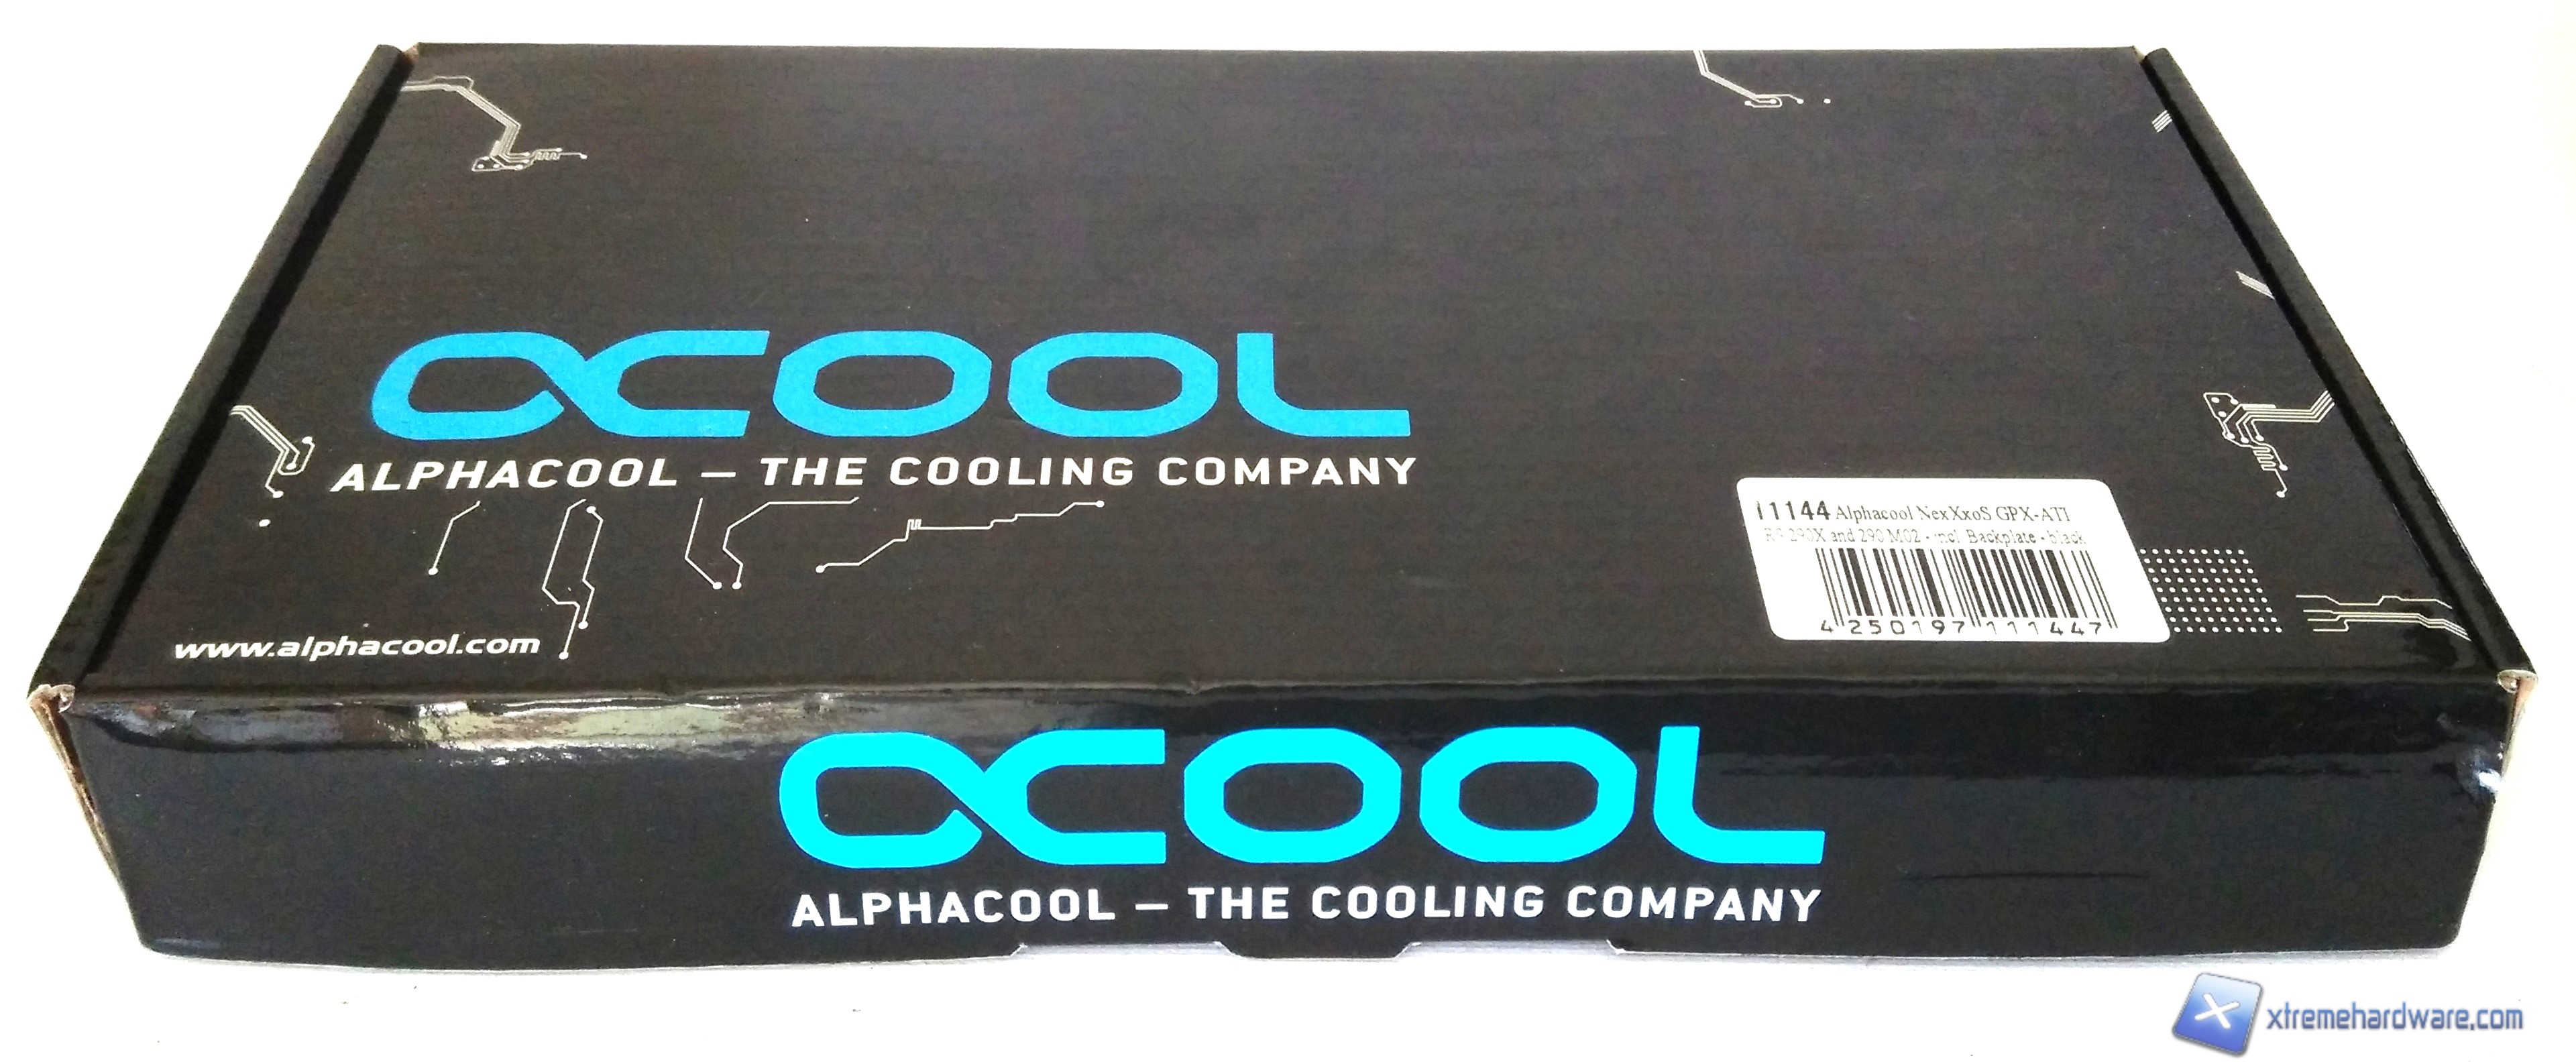 αcool
ALPHACOOL – THE COOLING COMPANY
11144 Alphacool NexXxoS GPX-ATI
R9 290X and 290 M02 - incl. Backplate - black
4 250197 111447
www.alphacool.com
αcool
ALPHACOOL – THE COOLING COMPANY
xtremehardware.com